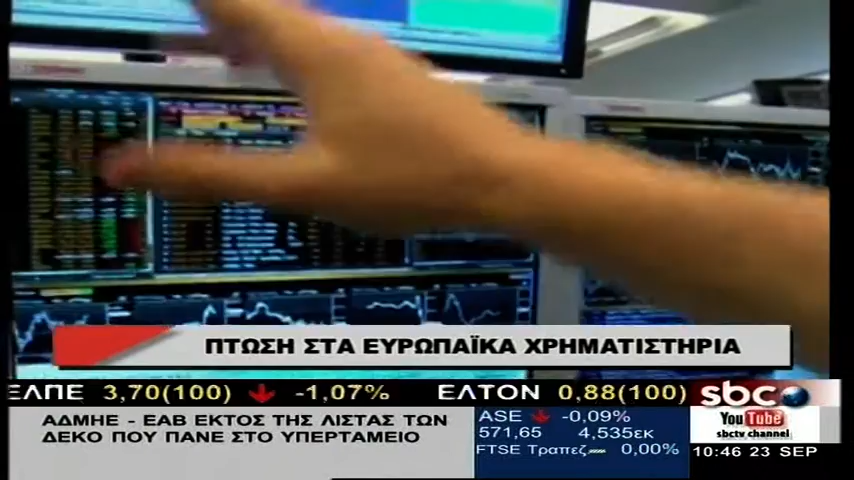 ΠΤΩΣΗ ΣΤΑ ΕΥΡΩΠΑΪΚΑ ΧΡΗΜΑΤΙΣΤΗΡΙΑ
ΕΛΠΕ 3,70(100) -1,07% ΕΛΤΟΝ 0,88(100)
sbc
ΑΔΜΗΕ - ΕΑΒ ΕΚΤΟΣ ΤΗΣ ΛΙΣΤΑΣ ΤΩΝ
ΔΕΚΟ ΠΟΥ ΠΑΝΕ ΣΤΟ ΥΠΕΡΤΑΜΕΙΟ
ASE -0,09%
571,65 4,535εκ
FTSE Τραπεζ 0,00%
YouTube
sbctv channel
10:46 23 SEP